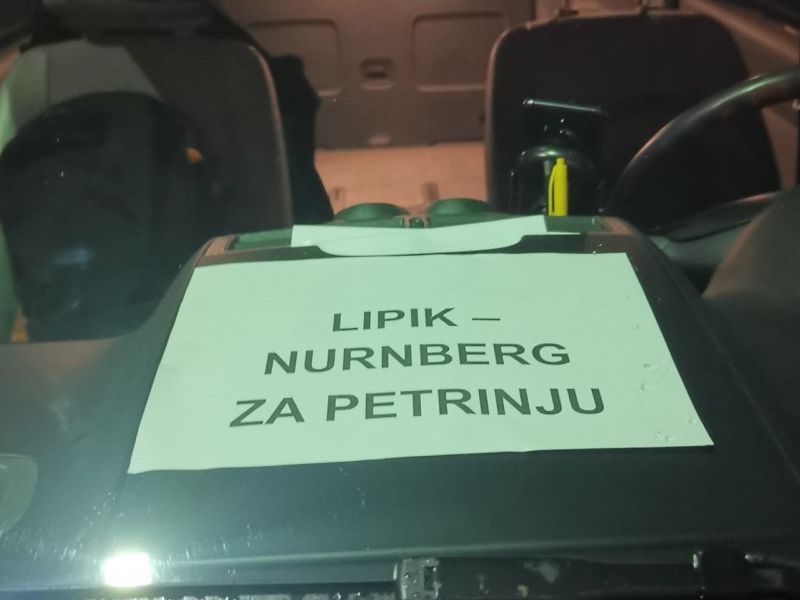 LIPIK –
NURNBERG
ZA PETRINJU